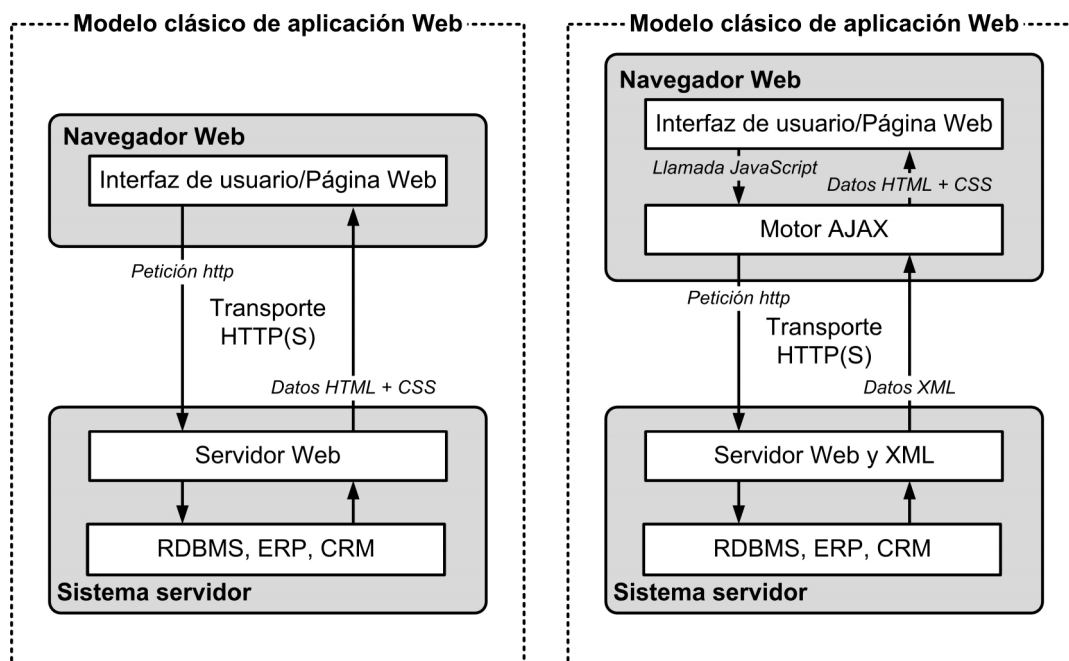 Modelo clásico de aplicación Web
Navegador Web
Interfaz de usuario/Página Web
Petición http
Transporte
HTTP(S)
Datos HTML + CSS
Servidor Web
RDBMS, ERP, CRM
Sistema servidor
Modelo clásico de aplicación Web
Navegador Web
Interfaz de usuario/Página Web
Llamada JavaScript
Datos HTML + CSS
Motor AJAX
Petición http
Transporte
HTTP(S)
Datos XML
Servidor Web y XML
RDBMS, ERP, CRM
Sistema servidor